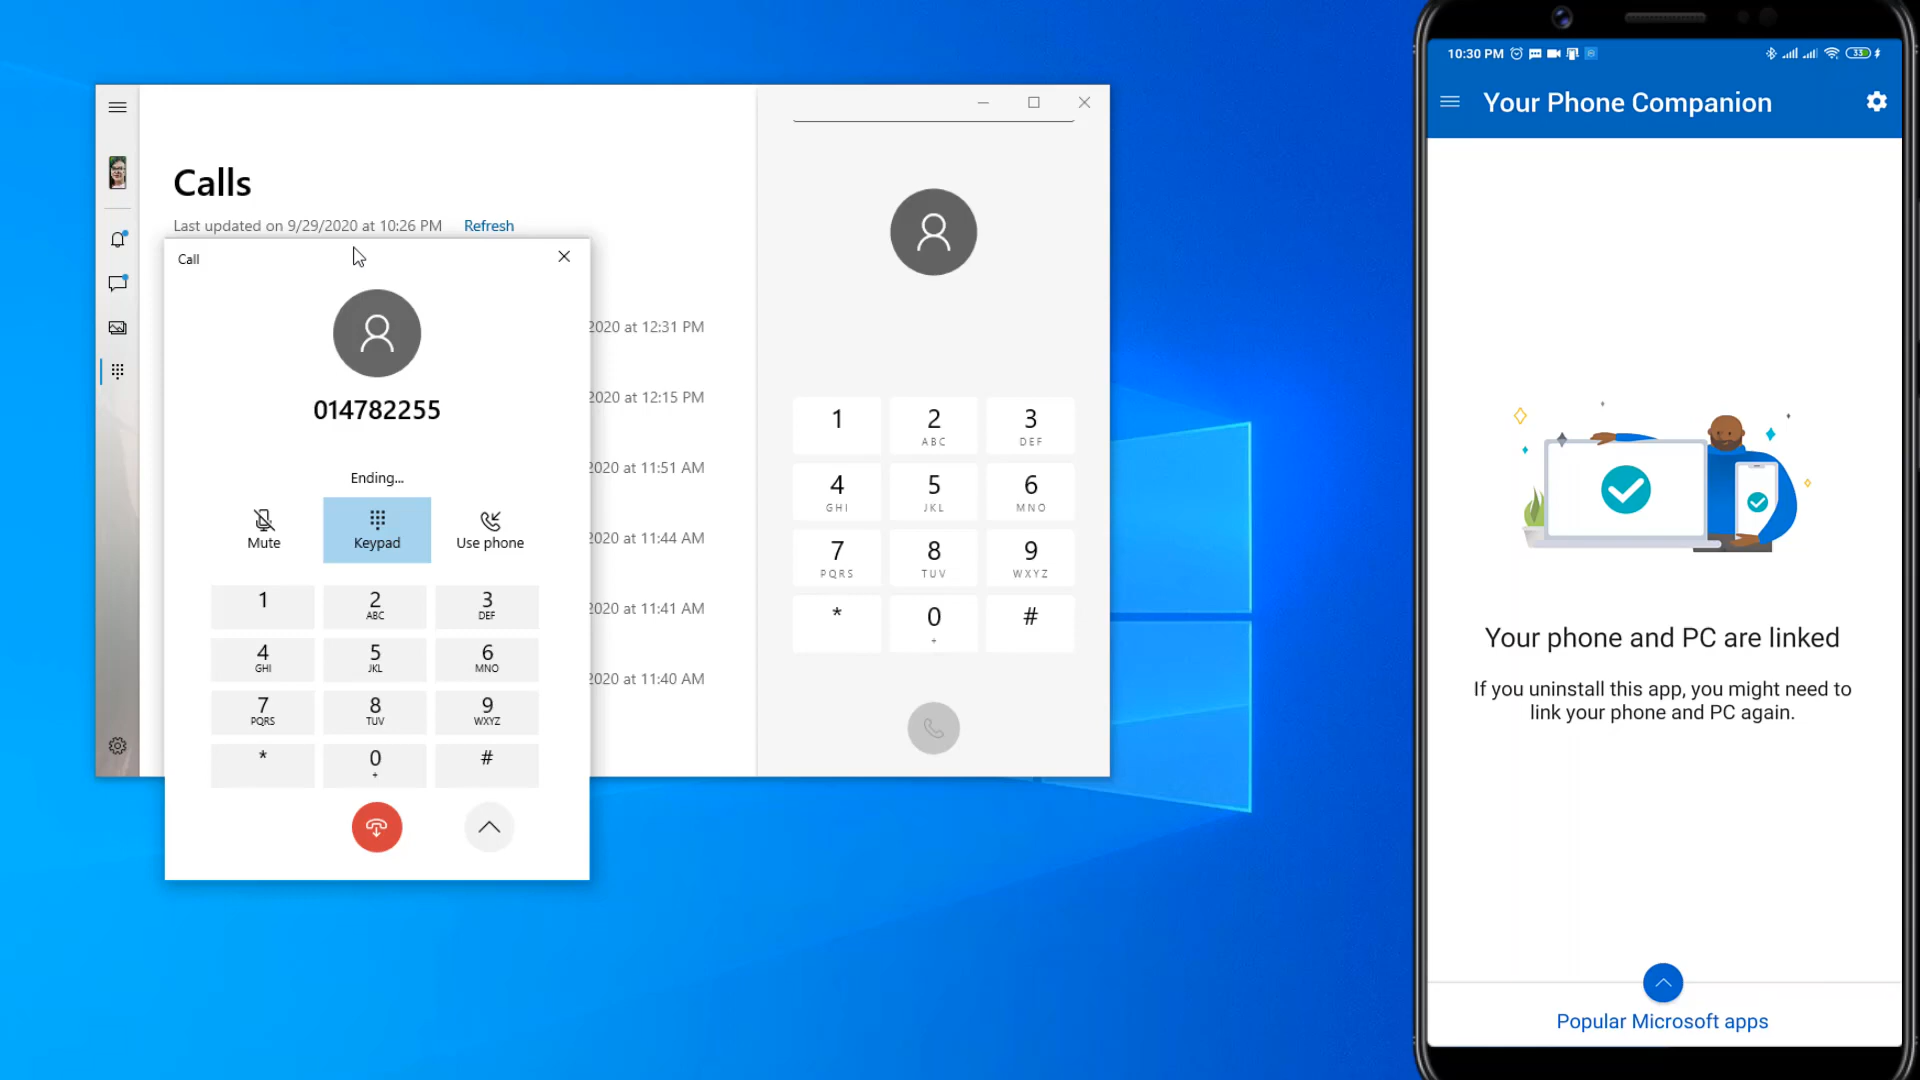 Calls
Last updated on 9/29/2020 at 10:26 PM Refresh
Call
014782255
Ending...
Mute
Keypad
Use phone
1
2
ABC
3
DEF
4
GHI
5
JKL
6
MNO
7
PQRS
8
TUV
9
WXYZ
*
0
+
#
2020 at 12:31 PM
2020 at 12:15 PM
2020 at 11:51 AM
2020 at 11:44 AM
2020 at 11:41 AM
2020 at 11:40 AM
1
2
ABC
3
DEF
4
GHI
5
JKL
6
MNO
7
PQRS
8
TUV
9
WXYZ
*
0
+
#
10:30 PM
33
Your Phone Companion
Your phone and PC are linked
If you uninstall this app, you might need to
link your phone and PC again.
Popular Microsoft apps